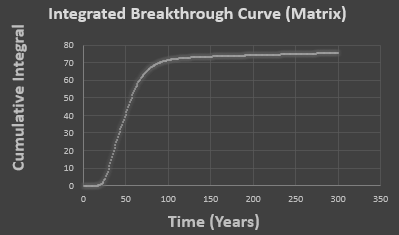 Integrated Breakthrough Curve (Matrix)
Cumulative Integral
80
70
60
50
40
30
20
10
0
0 50 100 150 200 250 300 350
Time (Years)